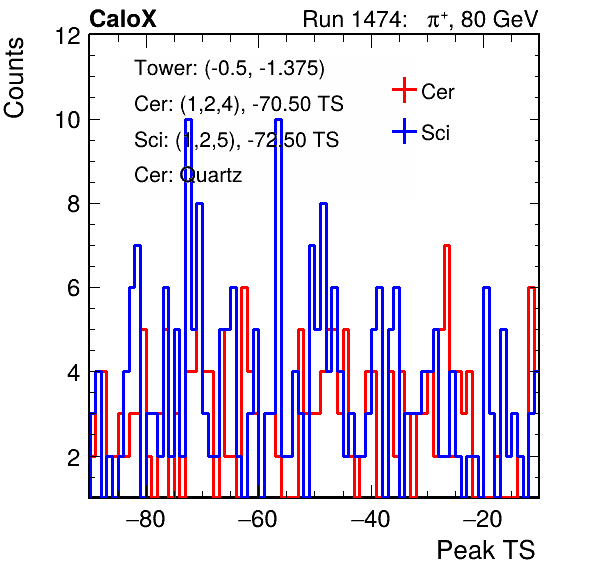 CaloX Run 1474: π⁺, 80 GeV
Counts
12
10
8
6
4
2
Tower: (-0.5, -1.375)
Cer: (1,2,4), -70.50 TS
Sci: (1,2,5), -72.50 TS
Cer: Quartz
Cer
Sci
−80 −60 −40 −20
Peak TS